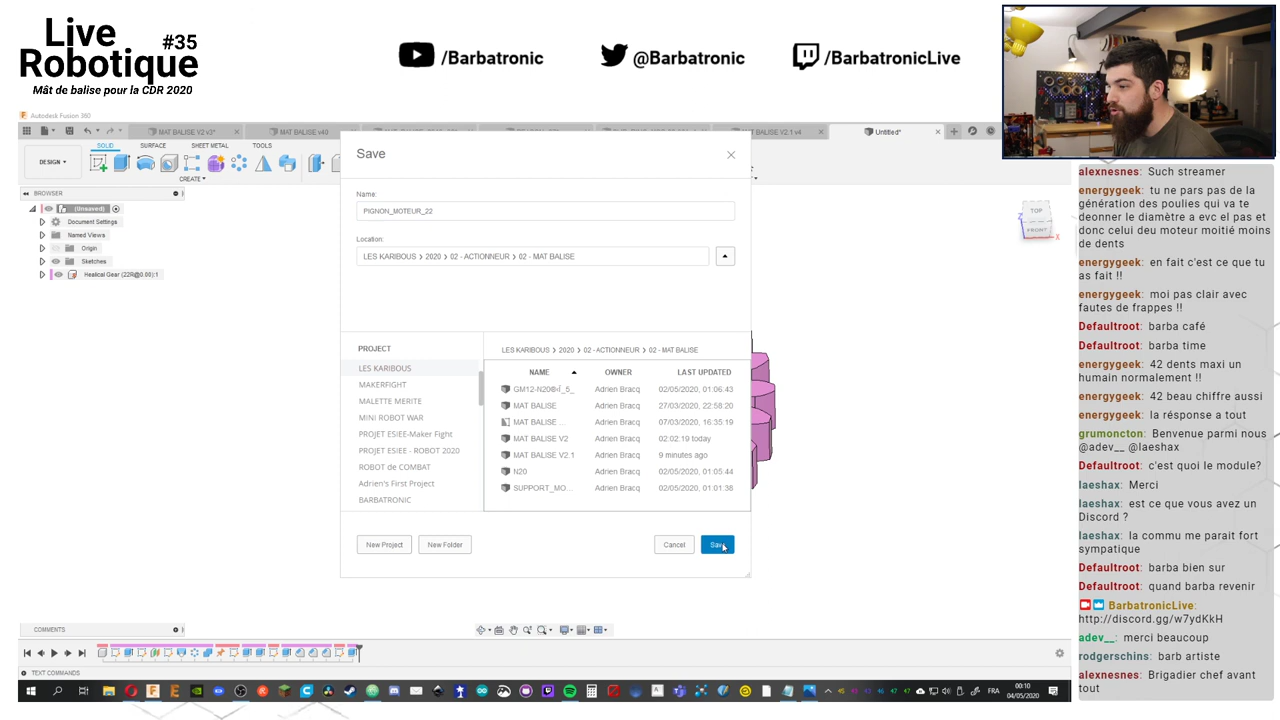 Live
Robotique
#35
Mât de balise pour la CDR 2020
/Barbatronic
@Barbatronic
/BarbatronicLive
Autodesk Fusion 360
MAT BALISE V2 v3*
MAT BALISE v40
MAT BALISE V2.1 v4
Untitled*
DESIGN
SOLID
SURFACE
SHEET METAL
TOOLS
CREATE
BROWSER
(Unsaved)
Document Settings
Named Views
Origin
Sketches
Healical Gear (22R@0.00):1
TOP
FRONT
Z
X
Save
Name:
PIGNON_MOTEUR_22
Location:
LES KARIBOUS > 2020 > 02 - ACTIONNEUR > 02 - MAT BALISE
PROJECT
LES KARIBOUS
MAKERFIGHT
MALETTE MERITE
MINI ROBOT WAR
PROJET ESIEE-Maker Fight
PROJET ESIEE - ROBOT 2020
ROBOT de COMBAT
Adrien's First Project
BARBATRONIC
LES KARIBOUS > 2020 > 02 - ACTIONNEUR > 02 - MAT BALISE
NAME OWNER LAST UPDATED
Adrien Bracq 02/05/2020, 01:06:43
MAT BALISE Adrien Bracq 27/03/2020, 22:58:20
MAT BALISE ... Adrien Bracq 07/03/2020, 16:35:19
MAT BALISE V2 Adrien Bracq 02:02:19 today
MAT BALISE V2.1 Adrien Bracq 9 minutes ago
N20 Adrien Bracq 02/05/2020, 01:05:44
SUPPORT_MO... Adrien Bracq 02/05/2020, 01:01:38
New Project
New Folder
Cancel
Save
COMMENTS
TEXT COMMANDS
FRA
00:10
04/05/2020
alexnesnes: Such streamer
energygeek: tu ne pars pas de la
génération des poulies qui va te
deonner le diamètre a evc el pas et
donc celui deu moteur moitié moins
de dents
energygeek: en fait c'est ce que tu
as fait !!
energygeek: moi pas clair avec
fautes de frappes !!
Defaultroot: barba café
Defaultroot: barba time
energygeek: 42 dents maxi un
humain normalement !!
energygeek: 42 beau chiffre aussi
energygeek: la résponse a tout
grumoncton: Benvenue parmi nous
@adev__ @laeshax
Defaultroot: c'est quoi le module?
laeshax: Merci
laeshax: est ce que vous avez un
Discord ?
laeshax: la commu me parait fort
sympatique
Defaultroot: barba bien sur
Defaultroot: quand barba revenir
BarbatronicLive:
http://discord.gg/w7ydKkH
adev__: merci beaucoup
rodgerschins: barb artiste
alexnesnes: Brigadier chef avant
tout